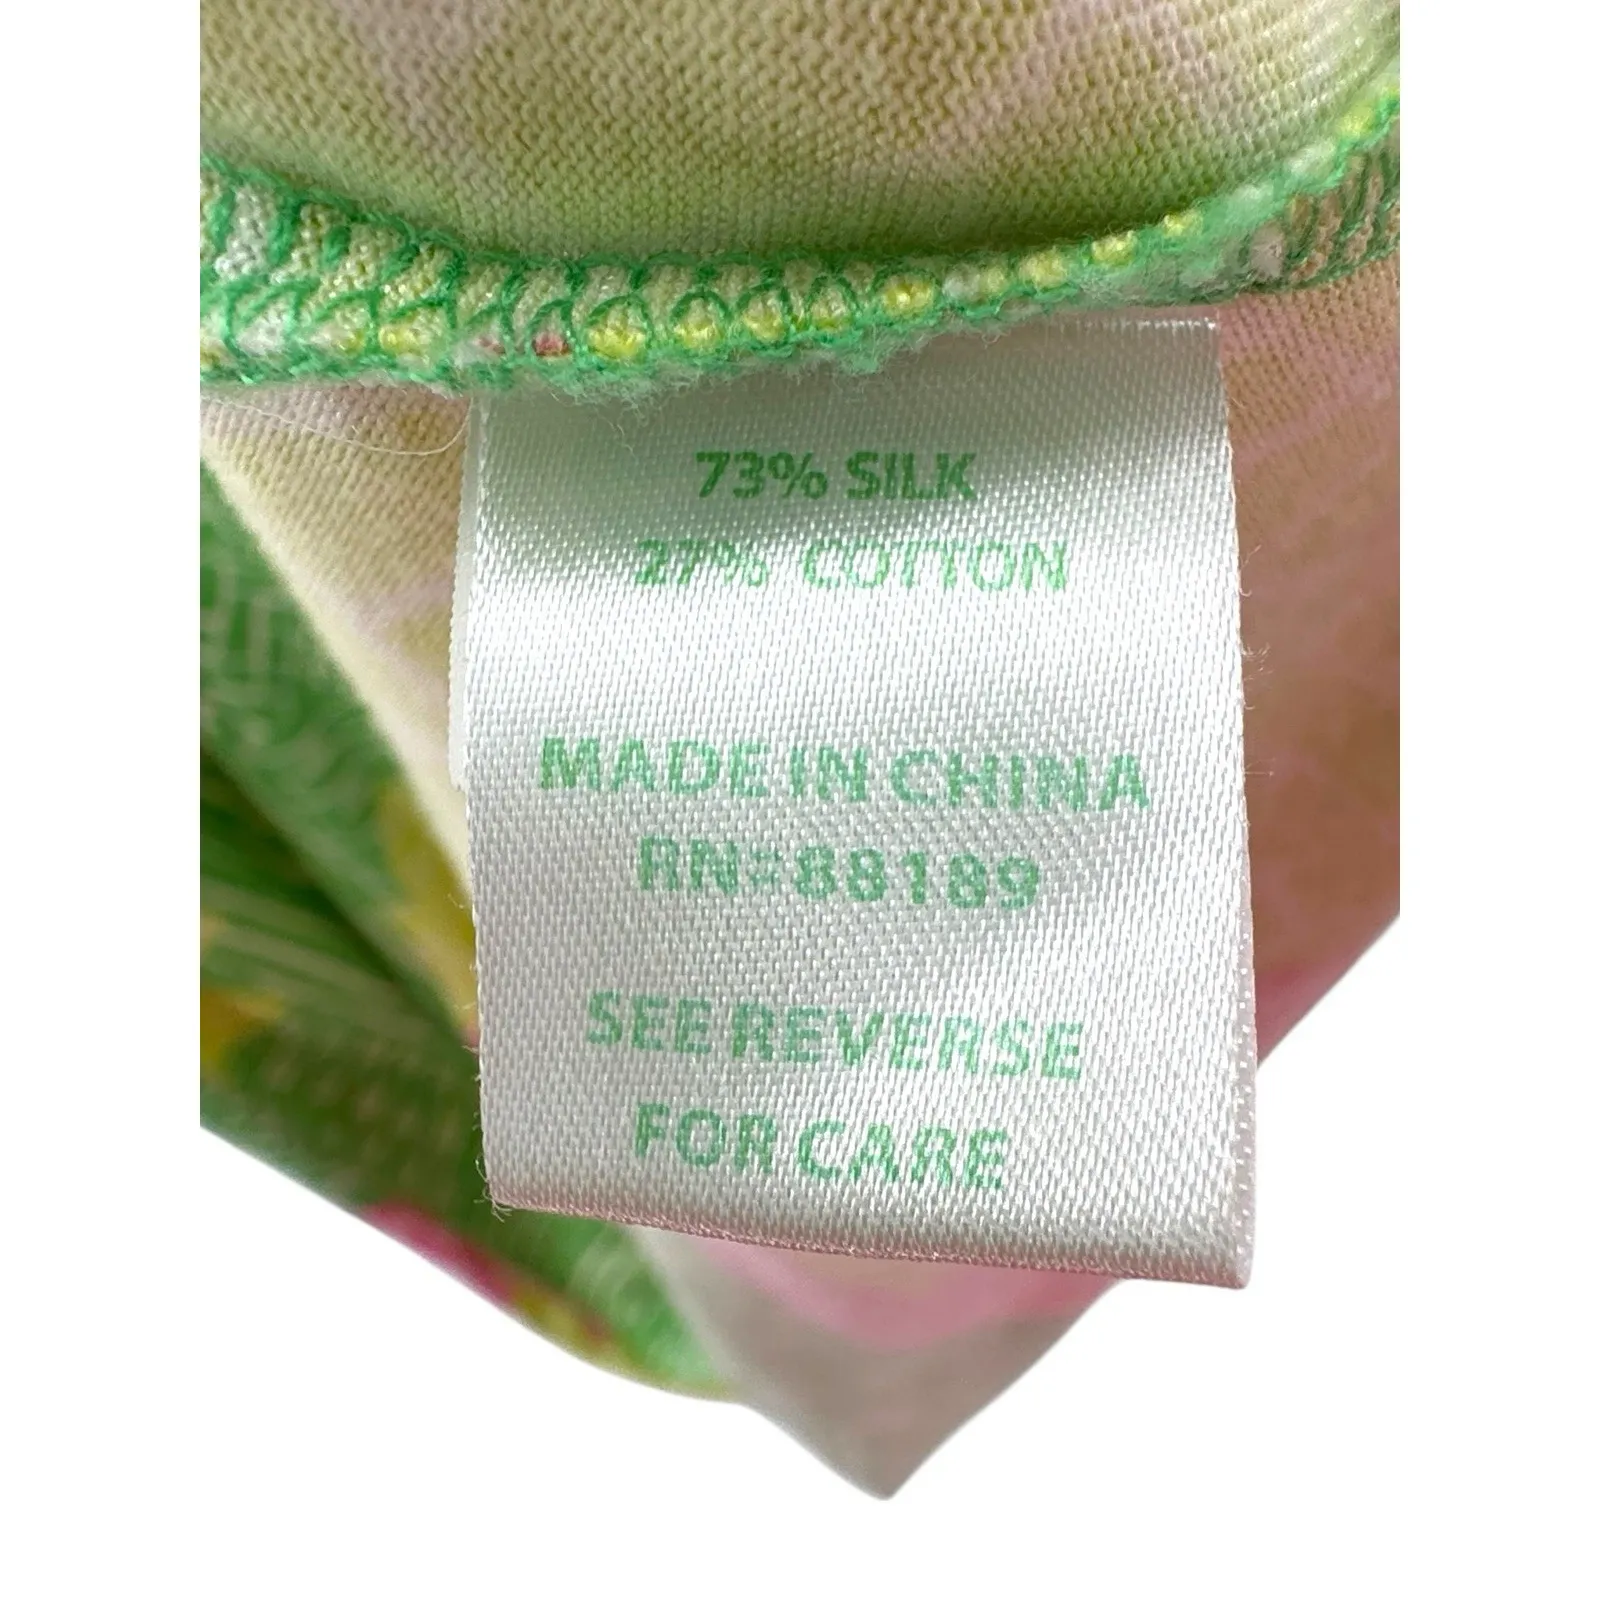 73% SILK
27% COTTON
MADE IN CHINA
RN=88189
SEE REVERSE
FOR CARE